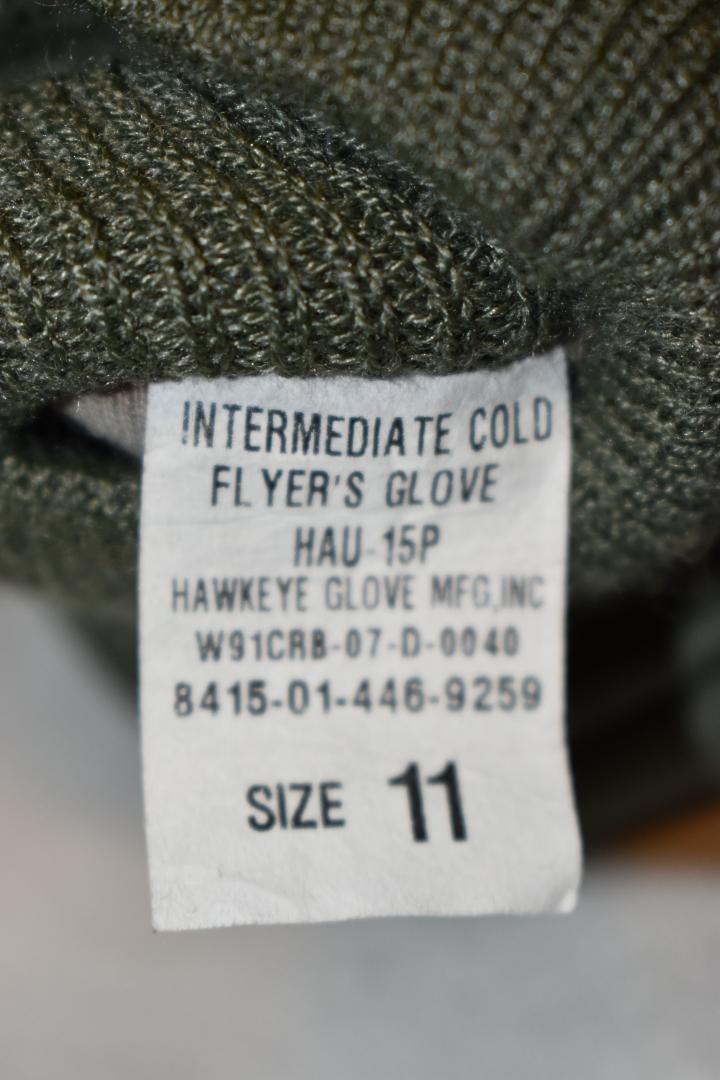 INTERMEDIATE COLD
FLYER'S GLOVE
HAU-15P
HAWKEYE GLOVE MFG,INC
W91CRB-07-D-0040
8415-01-446-9259
SIZE 11